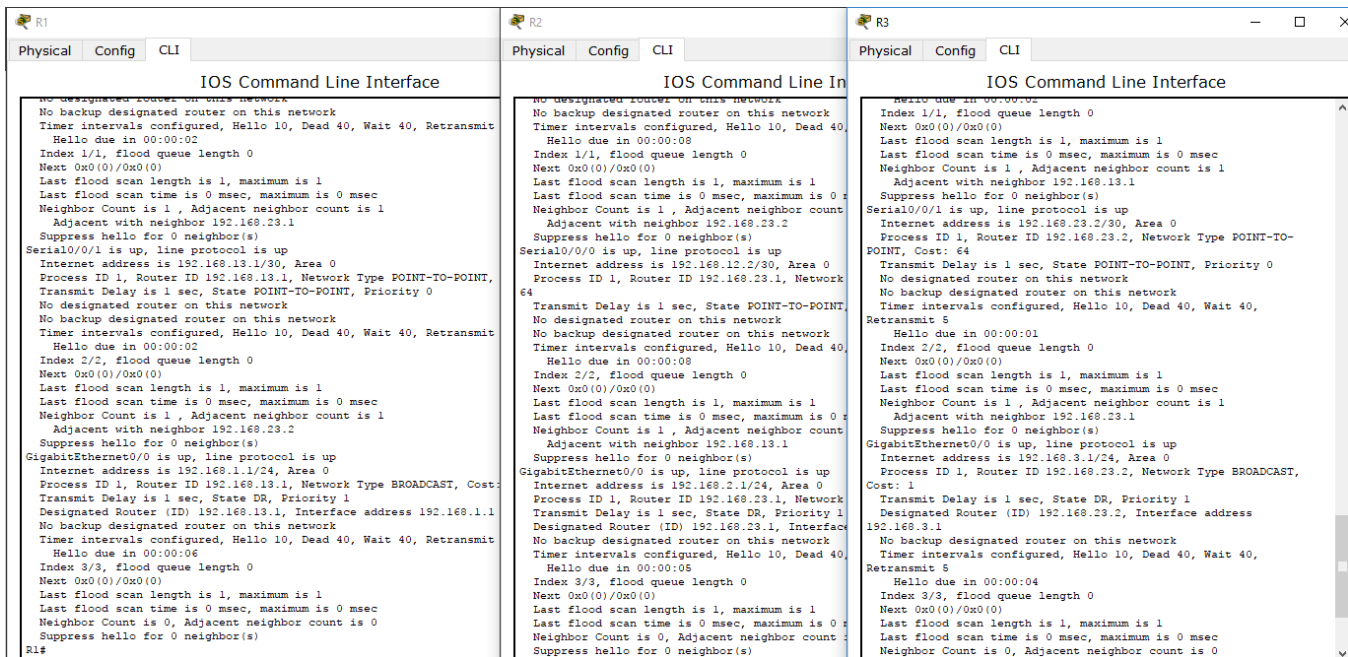 R1
Physical Config CLI
IOS Command Line Interface
No designated router on this network
No backup designated router on this network
Timer intervals configured, Hello 10, Dead 40, Wait 40, Retransmit
Hello due in 00:00:02
Index 1/1, flood queue length 0
Next 0x0(0)/0x0(0)
Last flood scan length is 1, maximum is 1
Last flood scan time is 0 msec, maximum is 0 msec
Neighbor Count is 1 , Adjacent neighbor count is 1
Adjacent with neighbor 192.168.23.1
Suppress hello for 0 neighbor(s)
Serial0/0/1 is up, line protocol is up
Internet address is 192.168.13.1/30, Area 0
Process ID 1, Router ID 192.168.13.1, Network Type POINT-TO-POINT,
Transmit Delay is 1 sec, State POINT-TO-POINT, Priority 0
No designated router on this network
No backup designated router on this network
Timer intervals configured, Hello 10, Dead 40, Wait 40, Retransmit
Hello due in 00:00:02
Index 2/2, flood queue length 0
Next 0x0(0)/0x0(0)
Last flood scan length is 1, maximum is 1
Last flood scan time is 0 msec, maximum is 0 msec
Neighbor Count is 1 , Adjacent neighbor count is 1
Adjacent with neighbor 192.168.23.2
Suppress hello for 0 neighbor(s)
GigabitEthernet0/0 is up, line protocol is up
Internet address is 192.168.1.1/24, Area 0
Process ID 1, Router ID 192.168.13.1, Network Type BROADCAST, Cost:
Transmit Delay is 1 sec, State DR, Priority 1
Designated Router (ID) 192.168.13.1, Interface address 192.168.1.1
No backup designated router on this network
Timer intervals configured, Hello 10, Dead 40, Wait 40, Retransmit
Hello due in 00:00:06
Index 3/3, flood queue length 0
Next 0x0(0)/0x0(0)
Last flood scan length is 1, maximum is 1
Last flood scan time is 0 msec, maximum is 0 msec
Neighbor Count is 0, Adjacent neighbor count is 0
Suppress hello for 0 neighbor(s)
R1#
R2
Physical Config CLI
IOS Command Line In
No designated router on this network
No backup designated router on this network
Timer intervals configured, Hello 10, Dead 40,
Hello due in 00:00:08
Index 1/1, flood queue length 0
Next 0x0(0)/0x0(0)
Last flood scan length is 1, maximum is 1
Last flood scan time is 0 msec, maximum is 0
Neighbor Count is 1 , Adjacent neighbor count
Adjacent with neighbor 192.168.23.2
Suppress hello for 0 neighbor(s)
Serial0/0/0 is up, line protocol is up
Internet address is 192.168.12.2/30, Area 0
Process ID 1, Router ID 192.168.23.1, Network
64
Transmit Delay is 1 sec, State POINT-TO-POINT,
No designated router on this network
No backup designated router on this network
Timer intervals configured, Hello 10, Dead 40,
Hello due in 00:00:08
Index 2/2, flood queue length 0
Next 0x0(0)/0x0(0)
Last flood scan length is 1, maximum is 1
Last flood scan time is 0 msec, maximum is 0
Neighbor Count is 1 , Adjacent neighbor count
Adjacent with neighbor 192.168.13.1
Suppress hello for 0 neighbor(s)
GigabitEthernet0/0 is up, line protocol is up
Internet address is 192.168.2.1/24, Area 0
Process ID 1, Router ID 192.168.23.1, Network
Transmit Delay is 1 sec, State DR, Priority 1
Designated Router (ID) 192.168.23.1, Interface
No backup designated router on this network
Timer intervals configured, Hello 10, Dead 40,
Hello due in 00:00:05
Index 3/3, flood queue length 0
Next 0x0(0)/0x0(0)
Last flood scan length is 1, maximum is 1
Last flood scan time is 0 msec, maximum is 0
Neighbor Count is 0, Adjacent neighbor count
Suppress hello for 0 neighbor(s)
R3
Physical Config CLI
IOS Command Line Interface
Hello due in 00:00:02
Index 1/1, flood queue length 0
Next 0x0(0)/0x0(0)
Last flood scan length is 1, maximum is 1
Last flood scan time is 0 msec, maximum is 0 msec
Neighbor Count is 1 , Adjacent neighbor count is 1
Adjacent with neighbor 192.168.13.1
Suppress hello for 0 neighbor(s)
Serial0/0/1 is up, line protocol is up
Internet address is 192.168.23.2/30, Area 0
Process ID 1, Router ID 192.168.23.2, Network Type POINT-TO-
POINT, Cost: 64
Transmit Delay is 1 sec, State POINT-TO-POINT, Priority 0
No designated router on this network
No backup designated router on this network
Timer intervals configured, Hello 10, Dead 40, Wait 40,
Retransmit 5
Hello due in 00:00:01
Index 2/2, flood queue length 0
Next 0x0(0)/0x0(0)
Last flood scan length is 1, maximum is 1
Last flood scan time is 0 msec, maximum is 0 msec
Neighbor Count is 1 , Adjacent neighbor count is 1
Adjacent with neighbor 192.168.23.1
Suppress hello for 0 neighbor(s)
GigabitEthernet0/0 is up, line protocol is up
Internet address is 192.168.3.1/24, Area 0
Process ID 1, Router ID 192.168.23.2, Network Type BROADCAST,
Cost: 1
Transmit Delay is 1 sec, State DR, Priority 1
Designated Router (ID) 192.168.23.2, Interface address
192.168.3.1
No backup designated router on this network
Timer intervals configured, Hello 10, Dead 40, Wait 40,
Retransmit 5
Hello due in 00:00:04
Index 3/3, flood queue length 0
Next 0x0(0)/0x0(0)
Last flood scan length is 1, maximum is 1
Last flood scan time is 0 msec, maximum is 0 msec
Neighbor Count is 0, Adjacent neighbor count is 0